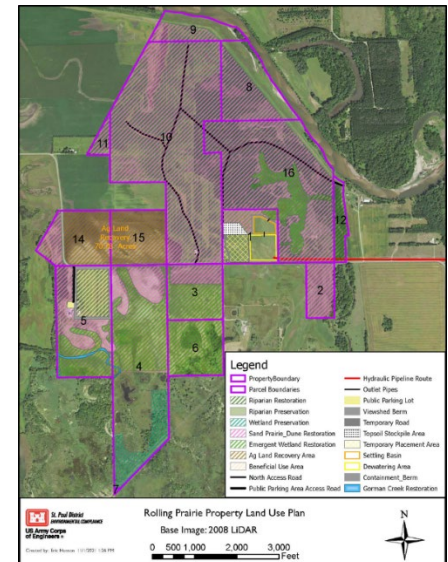 9
8
10
11
16
12
14
15
Ag Land
3
2
5
4
6
7
Legend
PropertyBoundary
Parcel Boundaries
Riparian Restoration
Riparian Preservation
Wetland Preservation
Sand Prairie_Dune Restoration
Emergent Wetland Restoration
Ag Land Recovery Area
Beneficial Use Area
North Access Road
Public Parking Area Access Road
Hydraulic Pipeline Route
Outlet Pipes
Public Parking Lot
Viewshed Berm
Temporary Road
Topsoil Stockpile Area
Temporary Placement Area
Settling Basin
Dewatering Area
Containment_Berm
Gorman Creek Restoration
St. Paul District
ENVIRONMENTAL COMPLIANCE
US Army Corps
of Engineers
Rolling Prairie Property Land Use Plan
Base Image: 2008 LiDAR
0 500 1,000 2,000 3,000
Feet
N